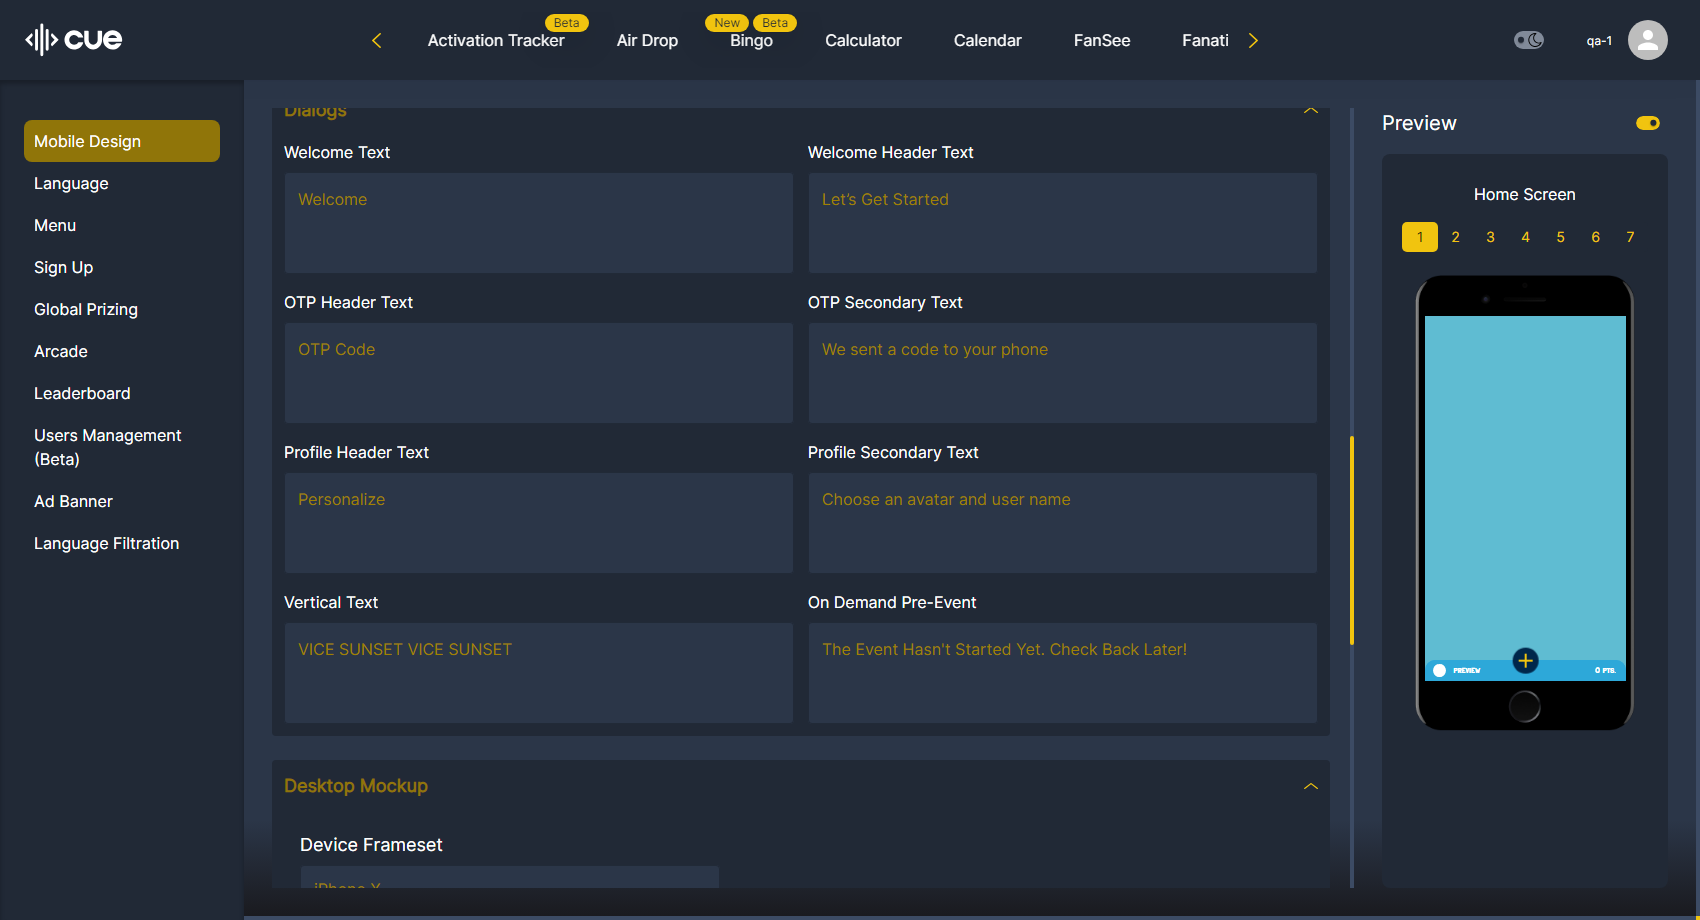 cue
Activation Tracker
Beta
Air Drop
New
Beta
Bingo
Calculator
Calendar
FanSee
Fanati
qa-1
Mobile Design
Language
Menu
Sign Up
Global Prizing
Arcade
Leaderboard
Users Management
(Beta)
Ad Banner
Language Filtration
Dialogs
Welcome Text
Welcome
Welcome Header Text
Let’s Get Started
OTP Header Text
OTP Code
OTP Secondary Text
We sent a code to your phone
Profile Header Text
Personalize
Profile Secondary Text
Choose an avatar and user name
Vertical Text
VICE SUNSET VICE SUNSET
On Demand Pre-Event
The Event Hasn't Started Yet. Check Back Later!
Desktop Mockup
Device Frameset
iPhone X
Preview
Home Screen
1 2 3 4 5 6 7
PREVIEW
0 PTS.